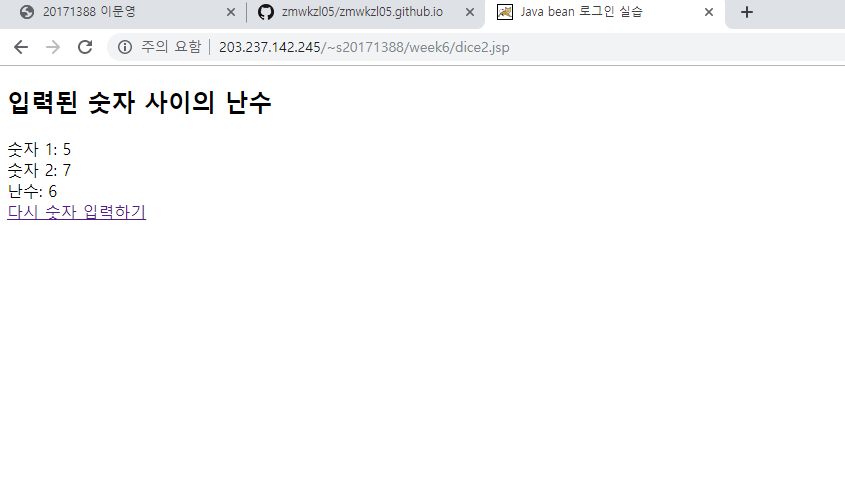 20171388 이문영
zmwkzl05/zmwkzl05.github.io
Java bean 로그인 실습
주의 요함
203.237.142.245/~s20171388/week6/dice2.jsp
입력된 숫자 사이의 난수
숫자 1: 5
숫자 2: 7
난수: 6
다시 숫자 입력하기